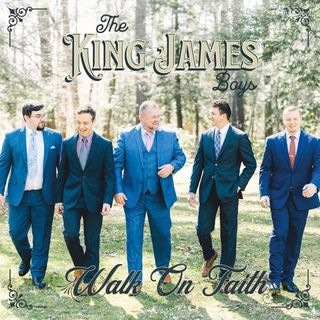 The
KING JAMES
Boys
Walk On Faith